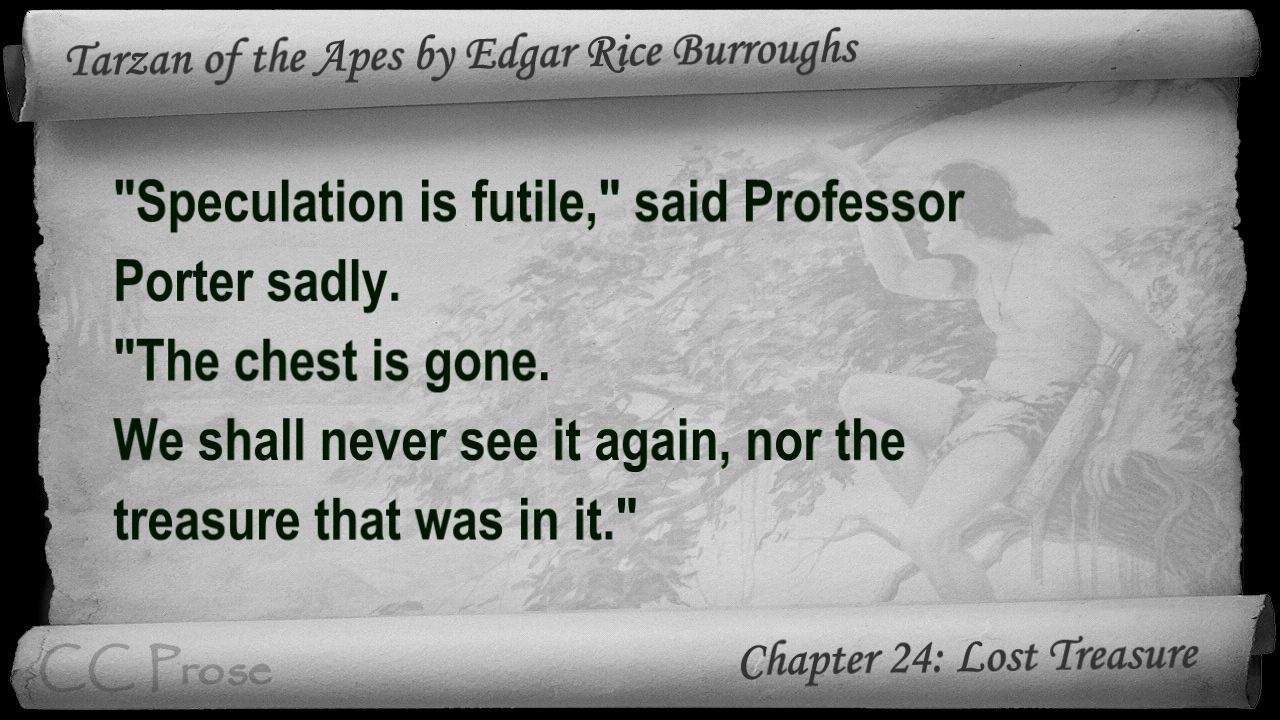 Tarzan of the Apes by Edgar Rice Burroughs
"Speculation is futile," said Professor
Porter sadly.
"The chest is gone.
We shall never see it again, nor the
treasure that was in it."
CC Prose
Chapter 24: Lost Treasure